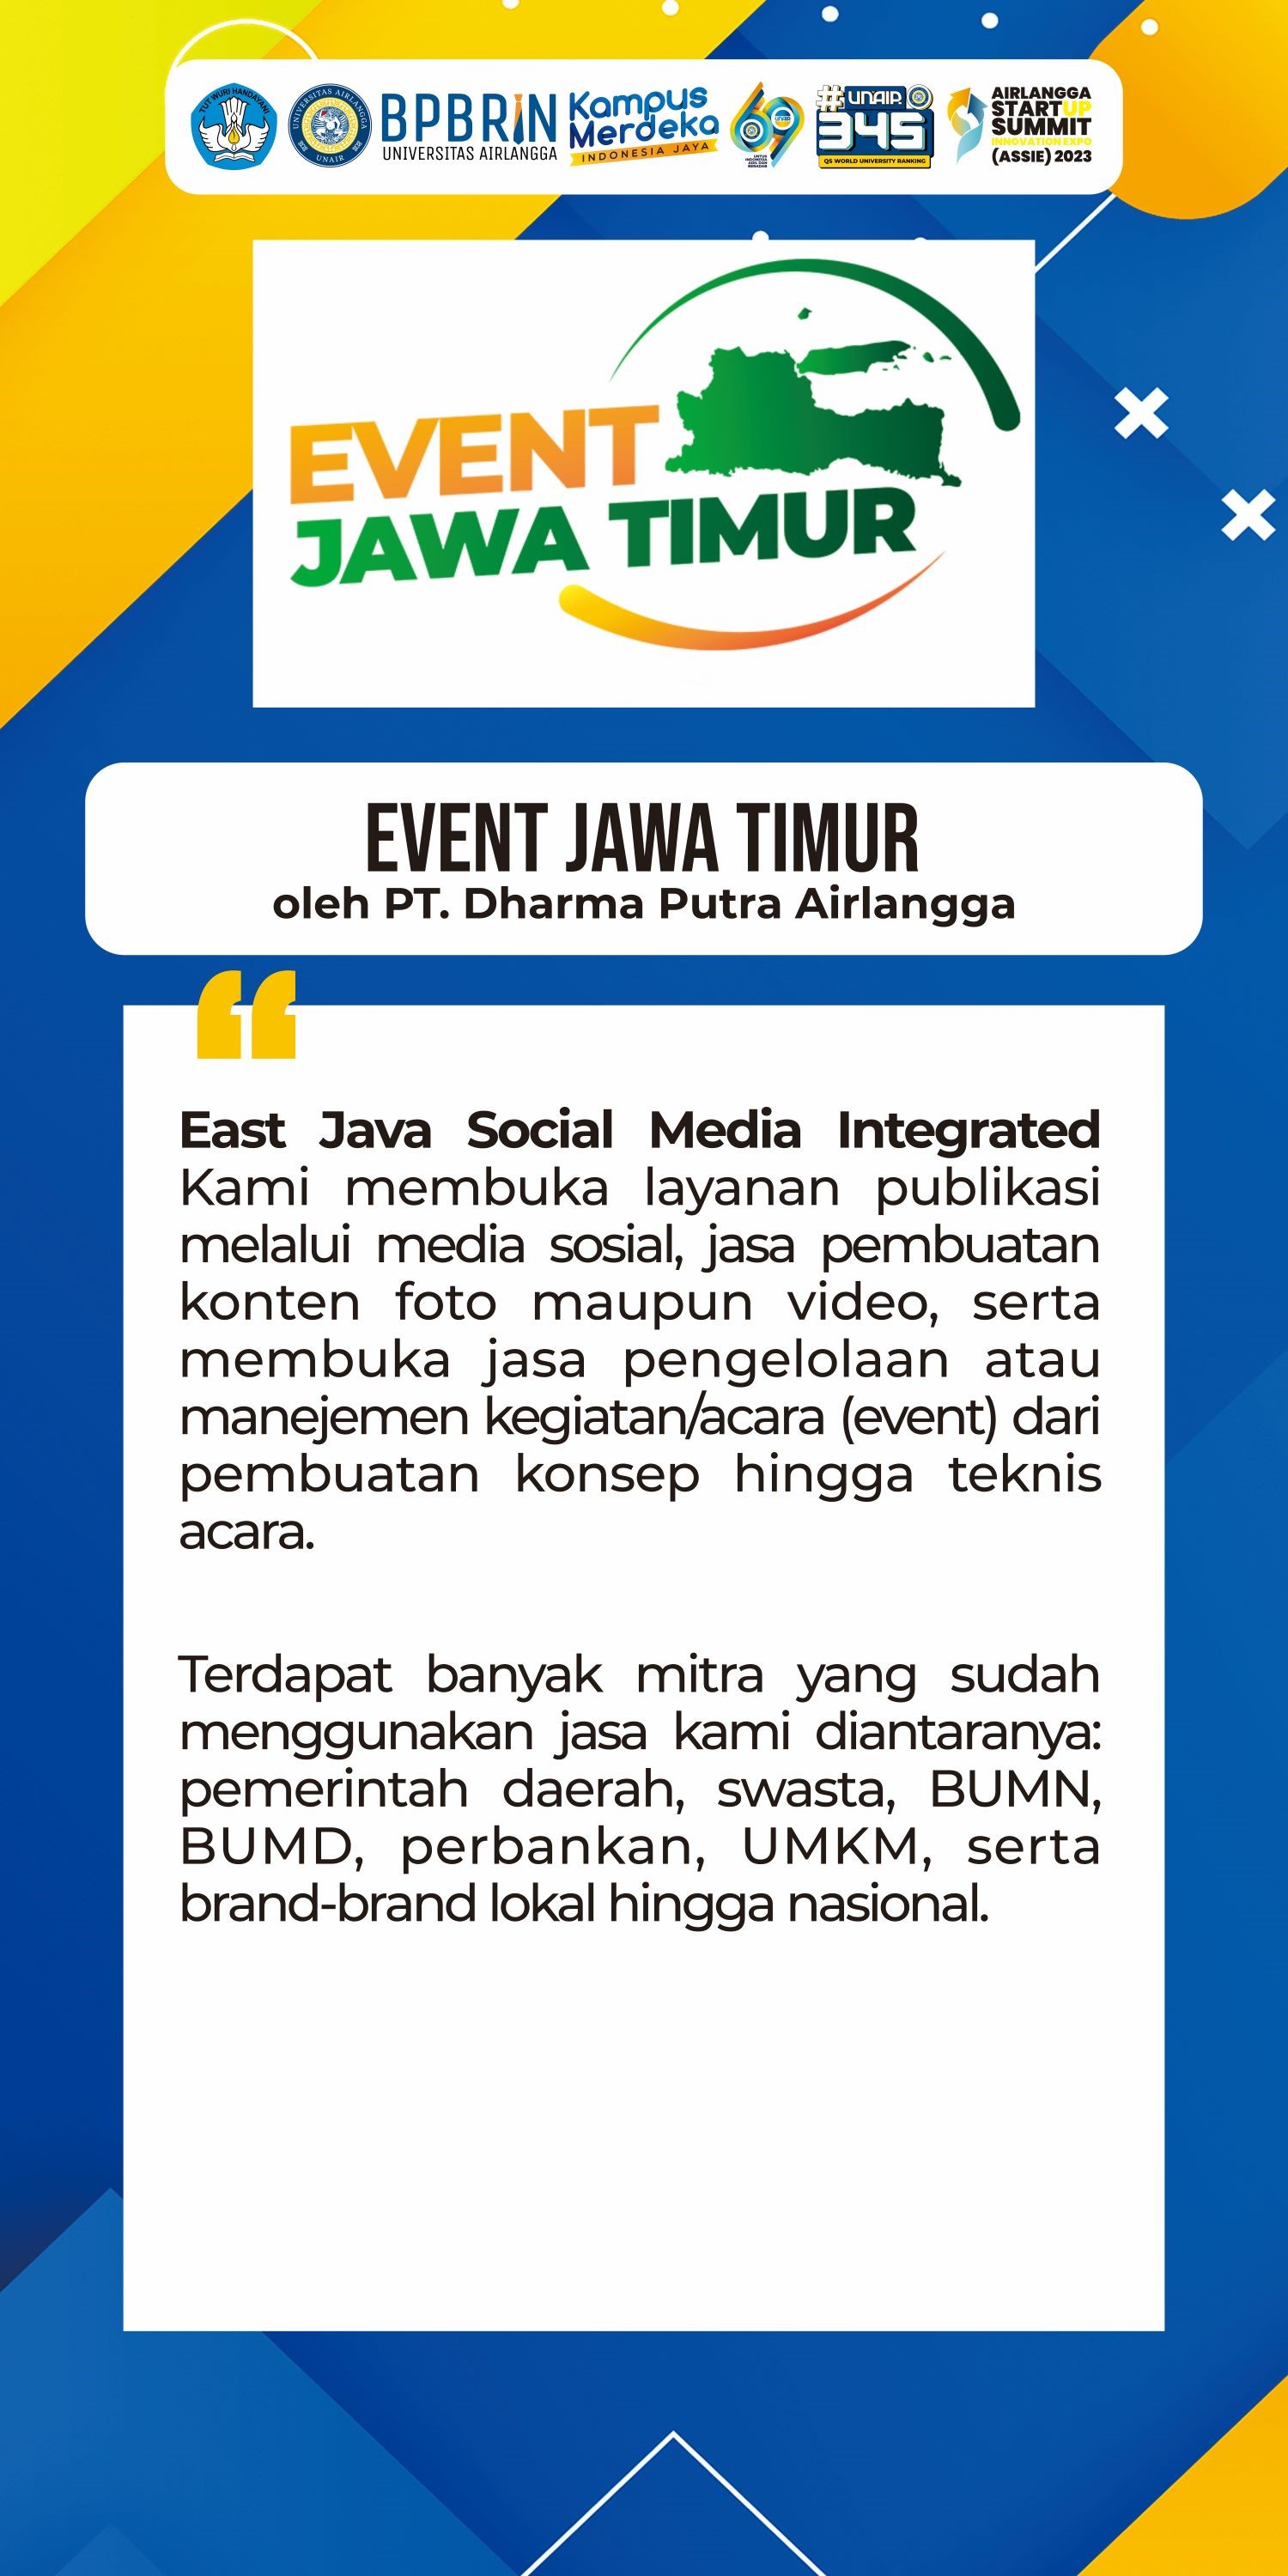 TUT WURI HANDAYANI
UNIVERSITAS AIRLANGGA
UNAIR
BPBRIN
UNIVERSITAS AIRLANGGA
Kampus
Merdeka
INDONESIA JAYA
69
#UNAIR
345
QS WORLD UNIVERSITY RANKING
AIRLANGGA
STARTUP
SUMMIT
INNOVATION EXPO
(ASSIE) 2023
EVENT
JAWA TIMUR
EVENT JAWA TIMUR
oleh PT. Dharma Putra Airlangga
“
East Java Social Media Integrated
Kami membuka layanan publikasi
melalui media sosial, jasa pembuatan
konten foto maupun video, serta
membuka jasa pengelolaan atau
manejemen kegiatan/acara (event) dari
pembuatan konsep hingga teknis
acara.
Terdapat banyak mitra yang sudah
menggunakan jasa kami diantaranya:
pemerintah daerah, swasta, BUMN,
BUMD, perbankan, UMKM, serta
brand-brand lokal hingga nasional.